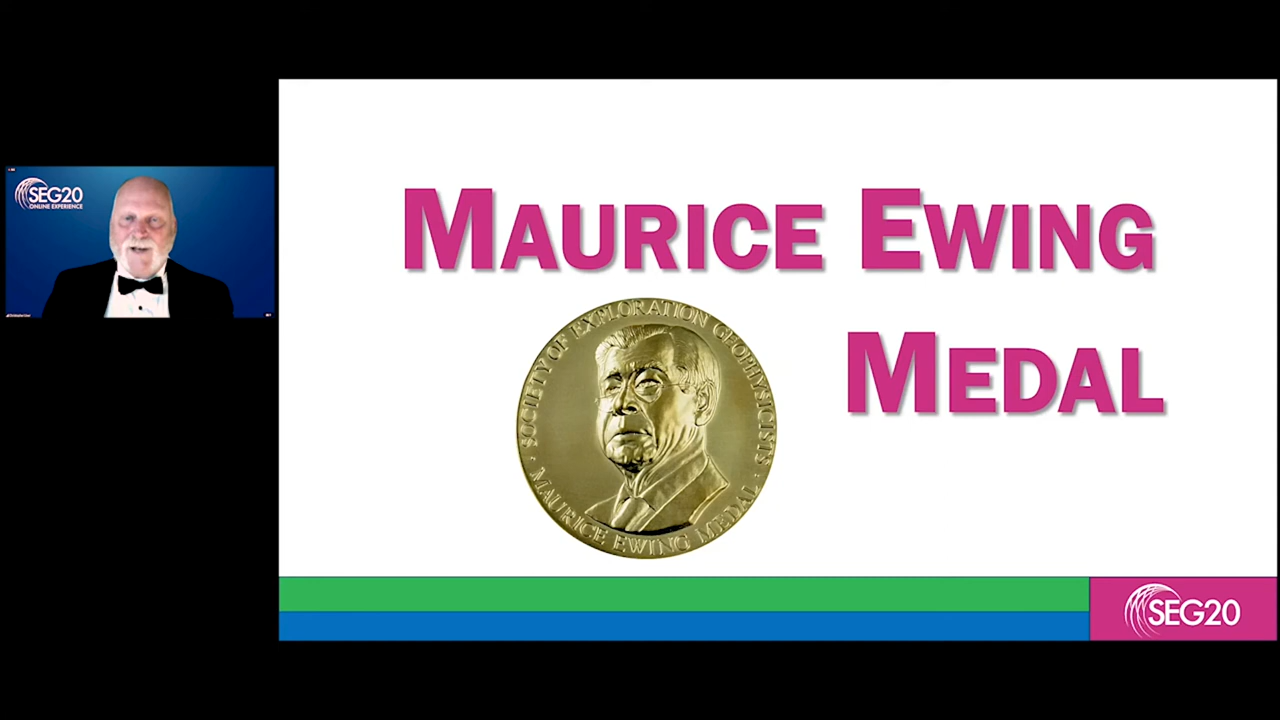 SEG20
ONLINE EXPERIENCE
MAURICE EWING
MEDAL
· SOCIETY OF EXPLORATION GEOPHYSICISTS ·
MAURICE EWING MEDAL
SEG20